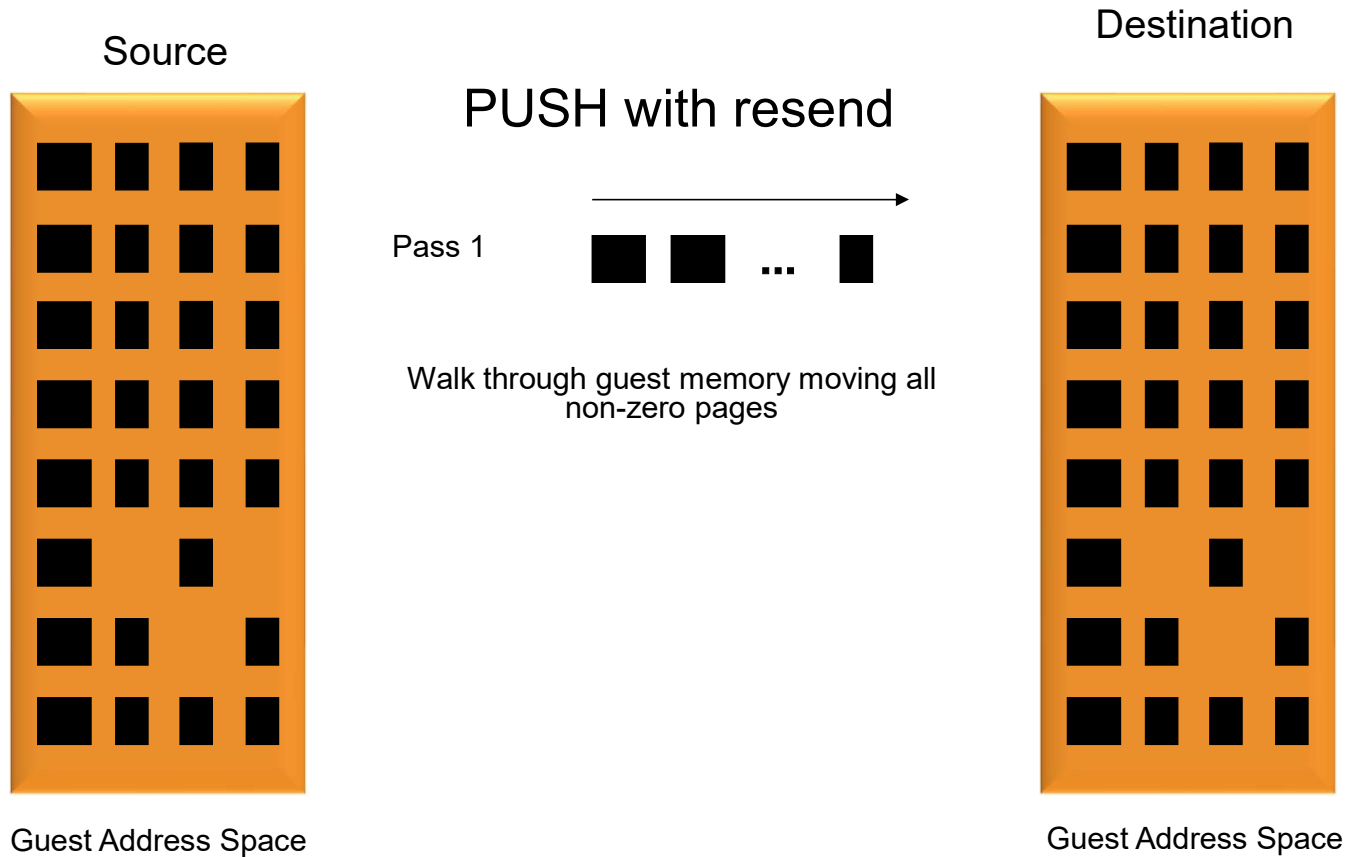 Source
Destination
PUSH with resend
Pass 1
...
Walk through guest memory moving all
non-zero pages
Guest Address Space
Guest Address Space